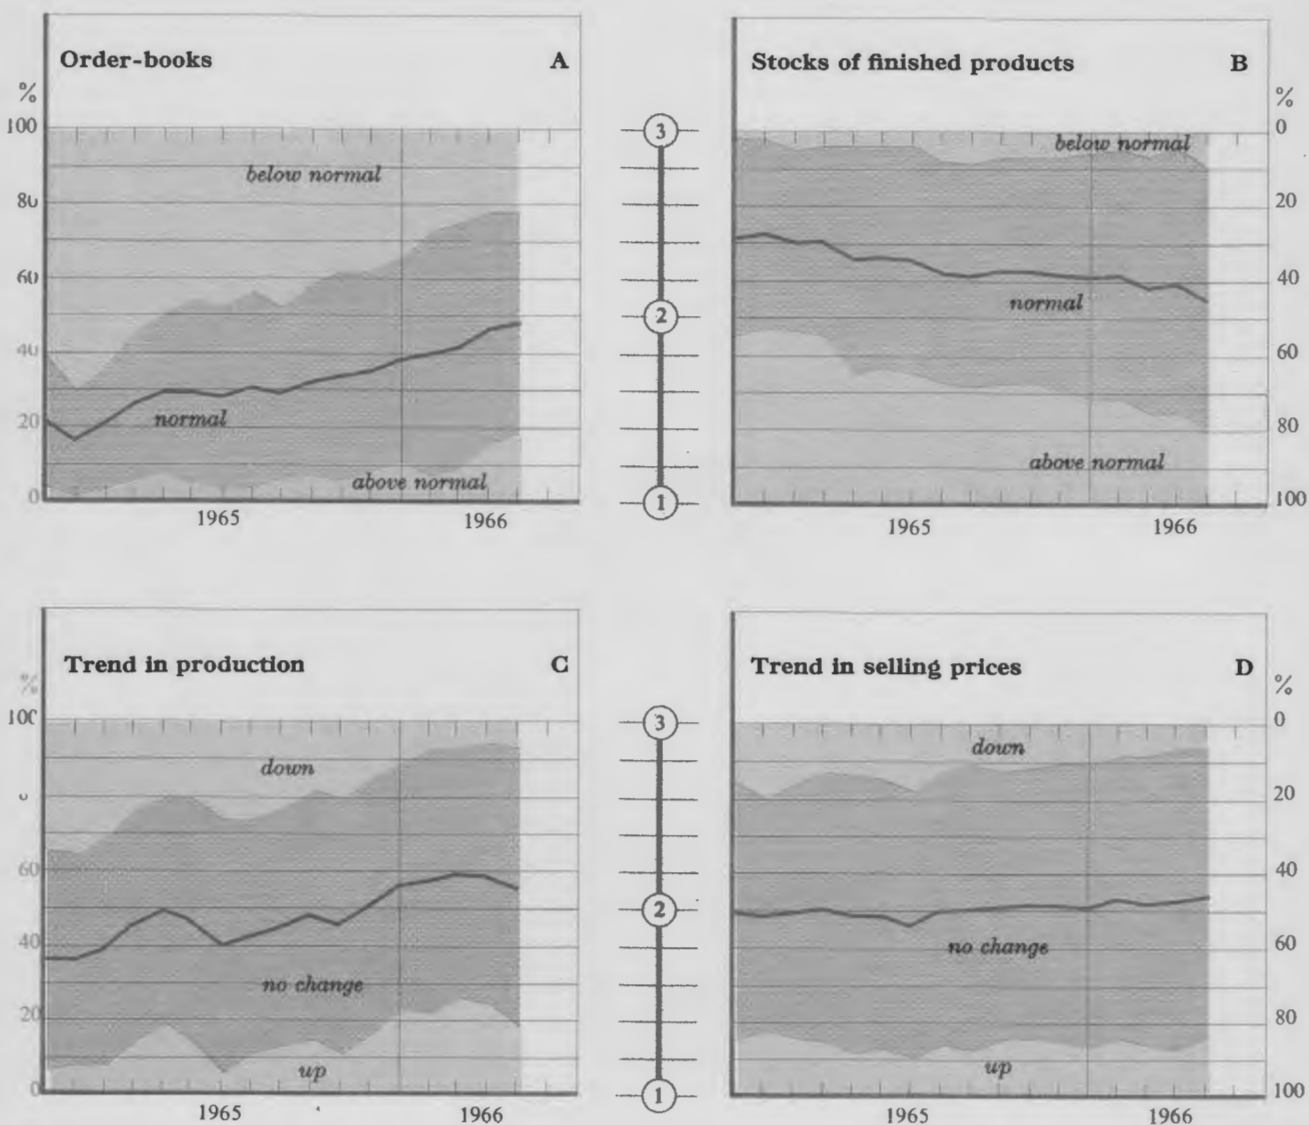 Order-books A
%
100
below normal
80
60
40
normal
20
above normal
0
1965 1966
3
2
1
Stocks of finished products B
%
0
below normal
20
40
normal
60
80
above normal
100
1965 1966
Trend in production C
%
100
down
60
40
no change
20
up
0
1965 1966
3
2
1
Trend in selling prices D
%
0
down
20
40
no change
60
80
up
100
1965 1966